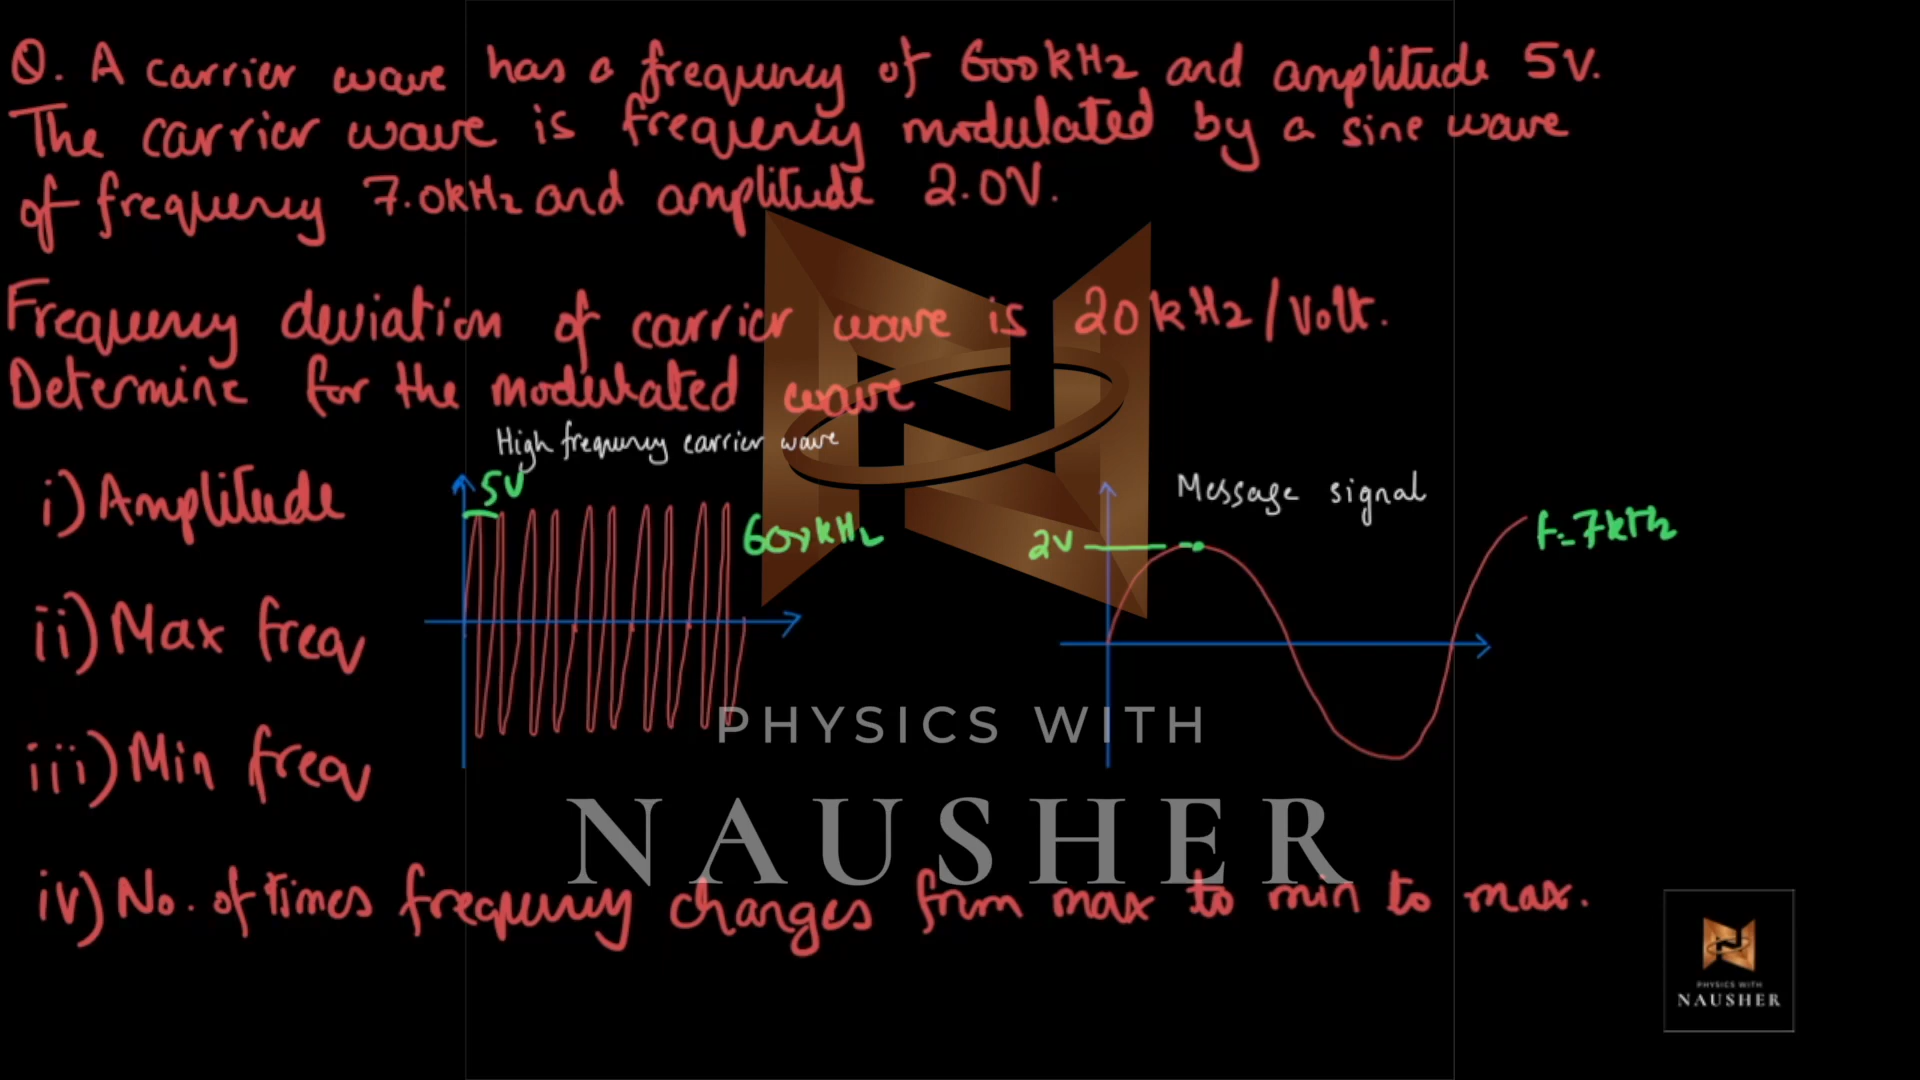 Q. A carrier wave has a frequency of 600kHz and amplitude 5V.
The carrier wave is frequency modulated by a sine wave
of frequency 7.0kHz and amplitude 2.0V.
Frequency deviation of carrier wave is 20kHz/Volt.
Determine for the modulated wave
High frequency carrier wave
5V
Message signal
i) Amplitude
600kHz
2V
f=7kHz
ii) Max freq
iii) Min freq
PHYSICS WITH
NAUSHER
iv) No. of times frequency changes from max to min to max.
PHYSICS WITH
NAUSHER